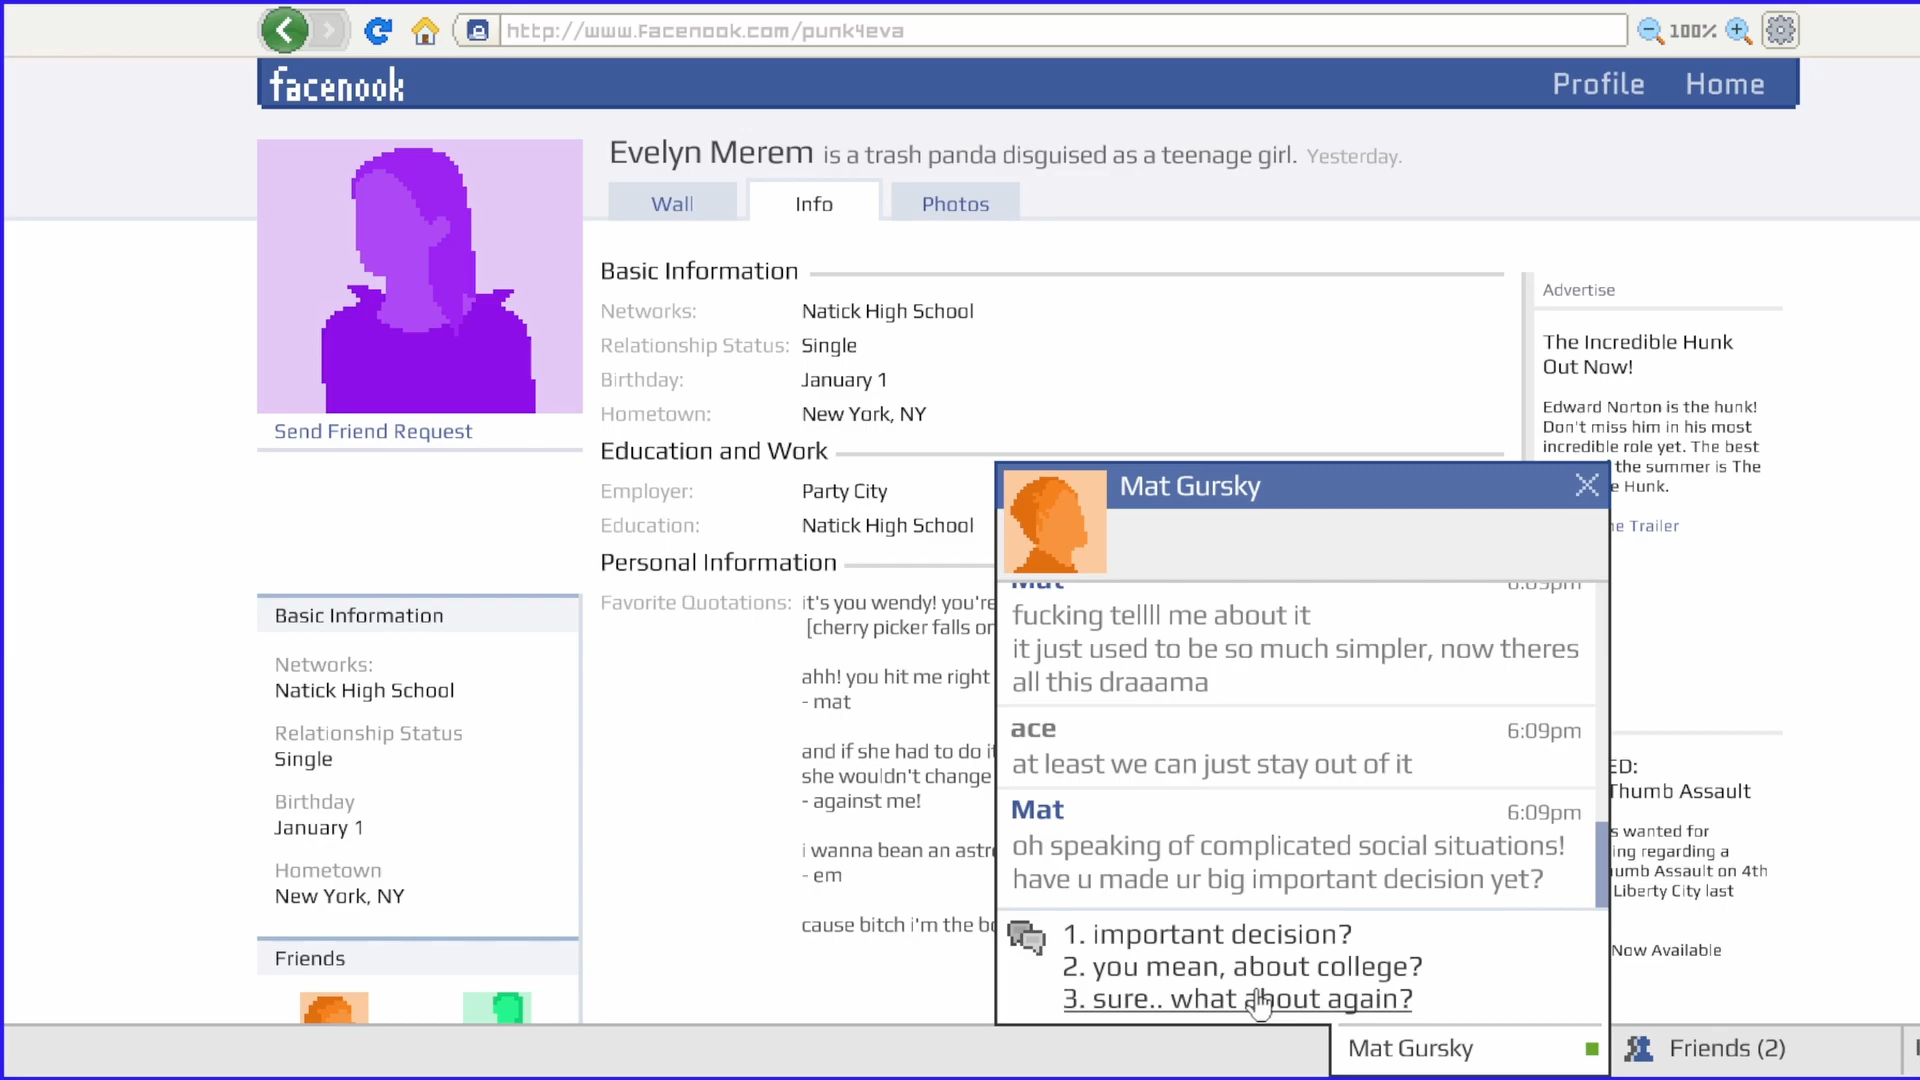 http://www.facenook.com/punk4eva
100%
facenook
Profile
Home
Evelyn Merem is a trash panda disguised as a teenage girl. Yesterday.
Wall
Info
Photos
Send Friend Request
Basic Information
Networks: Natick High School
Relationship Status: Single
Birthday: January 1
Hometown: New York, NY
Education and Work
Employer: Party City
Education: Natick High School
Personal Information
Favorite Quotations: it's you wendy! you're
[cherry picker falls
ahh! you hit me right
- mat
and if she had to do
she wouldn't change
- against me!
i wanna bean an
- em
cause bitch i'm the
Basic Information
Networks:
Natick High School
Relationship Status
Single
Birthday
January 1
Hometown
New York, NY
Friends
Advertise
The Incredible Hunk
Out Now!
Edward Norton is the hunk!
Don't miss him in his most
incredible role yet. The best
the summer is The
Hunk.
Trailer
Thumb Assault
wanted for
regarding a
Assault on 4th
Liberty City last
Now Available
Mat Gursky
Mat
fucking tellll me about it
it just used to be so much simpler, now theres
all this draaama
ace 6:09pm
at least we can just stay out of it
Mat 6:09pm
oh speaking of complicated social situations!
have u made ur big important decision yet?
1. important decision?
2. you mean, about college?
3. sure.. what about again?
Mat Gursky
Friends (2)